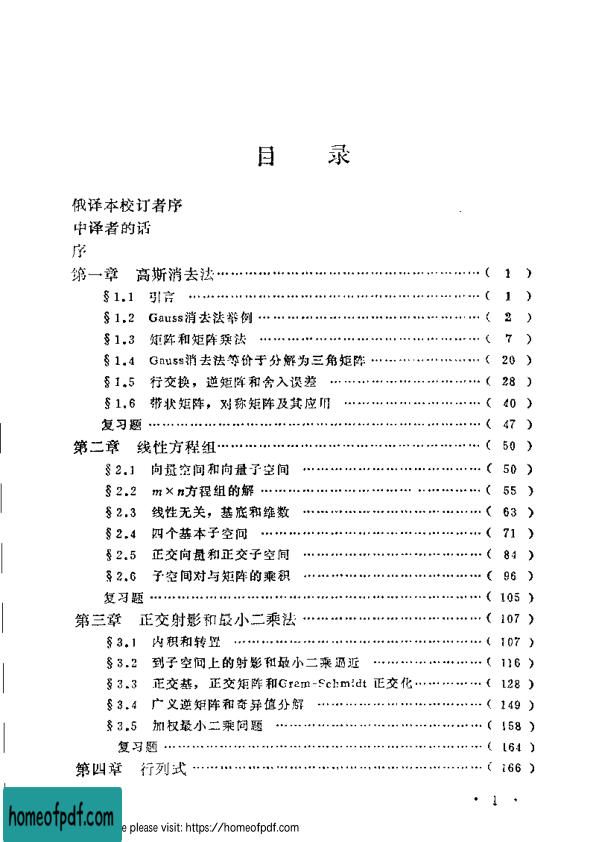 目 录
俄译本校订者序
中译者的话
序
第一章 高斯消去法……………………………………( 1 )
§1.1 引言 ……………………………………( 1 )
§1.2 Gauss消去法举例……………………………………( 2 )
§1.3 矩阵和矩阵乘法 ……………………………………( 7 )
§1.4 Gauss消去法等价于分解为三角矩阵………………( 20 )
§1.5 行交换，逆矩阵和舍入误差 ………………………( 28 )
§1.6 带状矩阵，对称矩阵及其应用 ……………………( 40 )
复习题……………………………………………( 47 )
第二章 线性方程组……………………………………( 50 )
§2.1 向量空间和向量子空间 ……………………………( 50 )
§2.2 m×n方程组的解……………………………………( 55 )
§2.3 线性无关，基底和维数 ……………………………( 63 )
§2.4 四个基本子空间 ……………………………………( 71 )
§2.5 正交向量和正交子空间 ……………………………( 84 )
§2.6 子空间对与矩阵的乘积 ……………………………( 96 )
复习题……………………………………………( 105 )
第三章 正交射影和最小二乘法………………………( 107 )
§3.1 内积和转置 ……………………………………( 107 )
§3.2 到子空间上的射影和最小二乘逼近 ………………( 116 )
§3.3 正交基，正交矩阵和Gram-Schmidt 正交化…………( 128 )
§3.4 广义逆矩阵和奇异值分解 …………………………( 149 )
§3.5 加权最小二乘问题 …………………………………( 158 )
复习题……………………………………………( 164 )
第四章 行列式……………………………………( 166 )
· 1 ·
homeofpdf.com
e please visit: https://homeofpdf.com